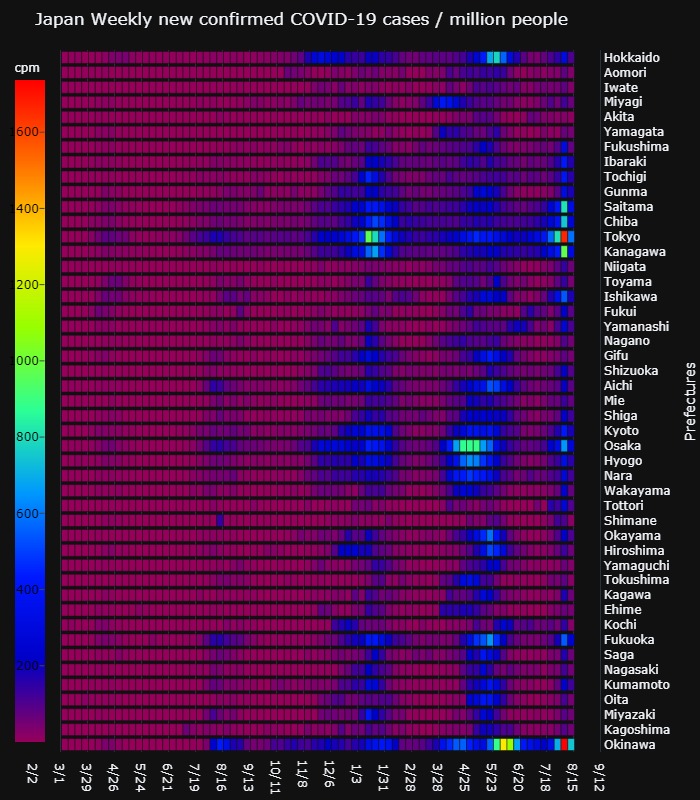 Japan Weekly new confirmed COVID-19 cases / million people
cpm
1600
1400
1200
1000
800
600
400
200
Hokkaido
Aomori
Iwate
Miyagi
Akita
Yamagata
Fukushima
Ibaraki
Tochigi
Gunma
Saitama
Chiba
Tokyo
Kanagawa
Niigata
Toyama
Ishikawa
Fukui
Yamanashi
Nagano
Gifu
Shizuoka
Aichi
Mie
Shiga
Kyoto
Osaka
Hyogo
Nara
Wakayama
Tottori
Shimane
Okayama
Hiroshima
Yamaguchi
Tokushima
Kagawa
Ehime
Kochi
Fukuoka
Saga
Nagasaki
Kumamoto
Oita
Miyazaki
Kagoshima
Okinawa
Prefectures
2/2
3/1
3/29
4/26
5/24
6/21
7/19
8/16
9/13
10/11
11/8
12/6
1/3
1/31
2/28
3/28
4/25
5/23
6/20
7/18
8/15
9/12